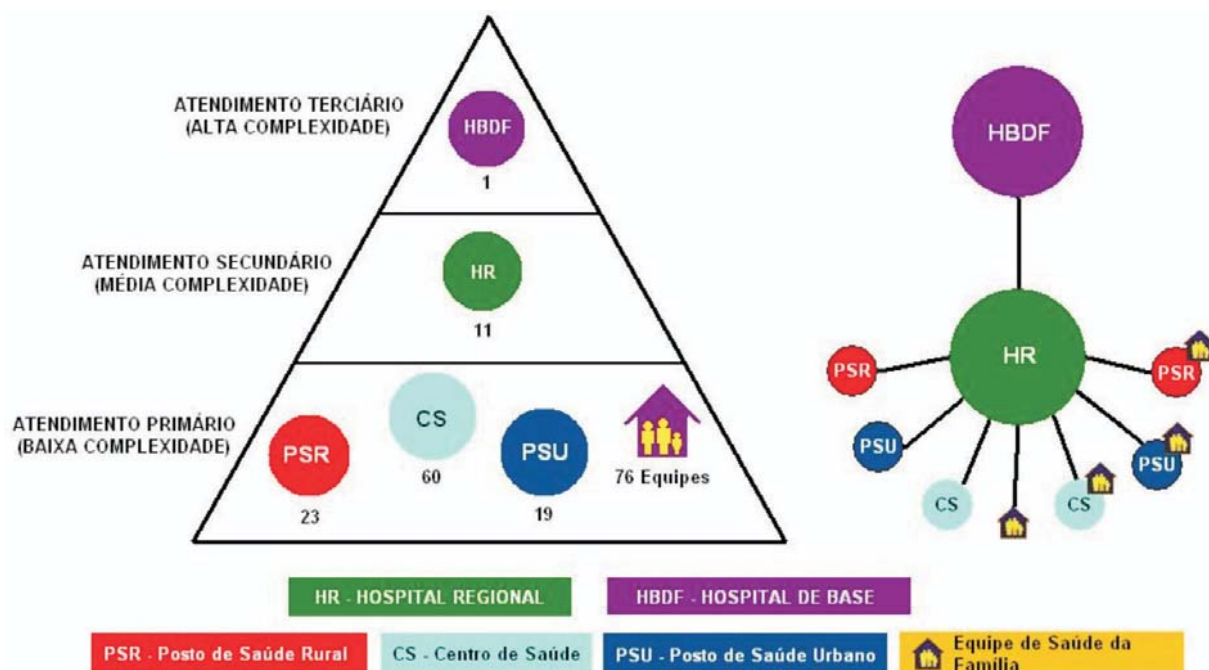 ATENDIMENTO TERCIÁRIO
(ALTA COMPLEXIDADE)
HBDF
1
ATENDIMENTO SECUNDÁRIO
(MÉDIA COMPLEXIDADE)
HR
11
ATENDIMENTO PRIMÁRIO
(BAIXA COMPLEXIDADE)
PSR
23
CS
60
PSU
19
76 Equipes
HBDF
HR
PSR
PSR
PSU
PSU
CS
CS
HR - HOSPITAL REGIONAL
HBDF - HOSPITAL DE BASE
PSR - Posto de Saúde Rural
CS - Centro de Saúde
PSU - Posto de Saúde Urbano
Equipe de Saúde da
Família